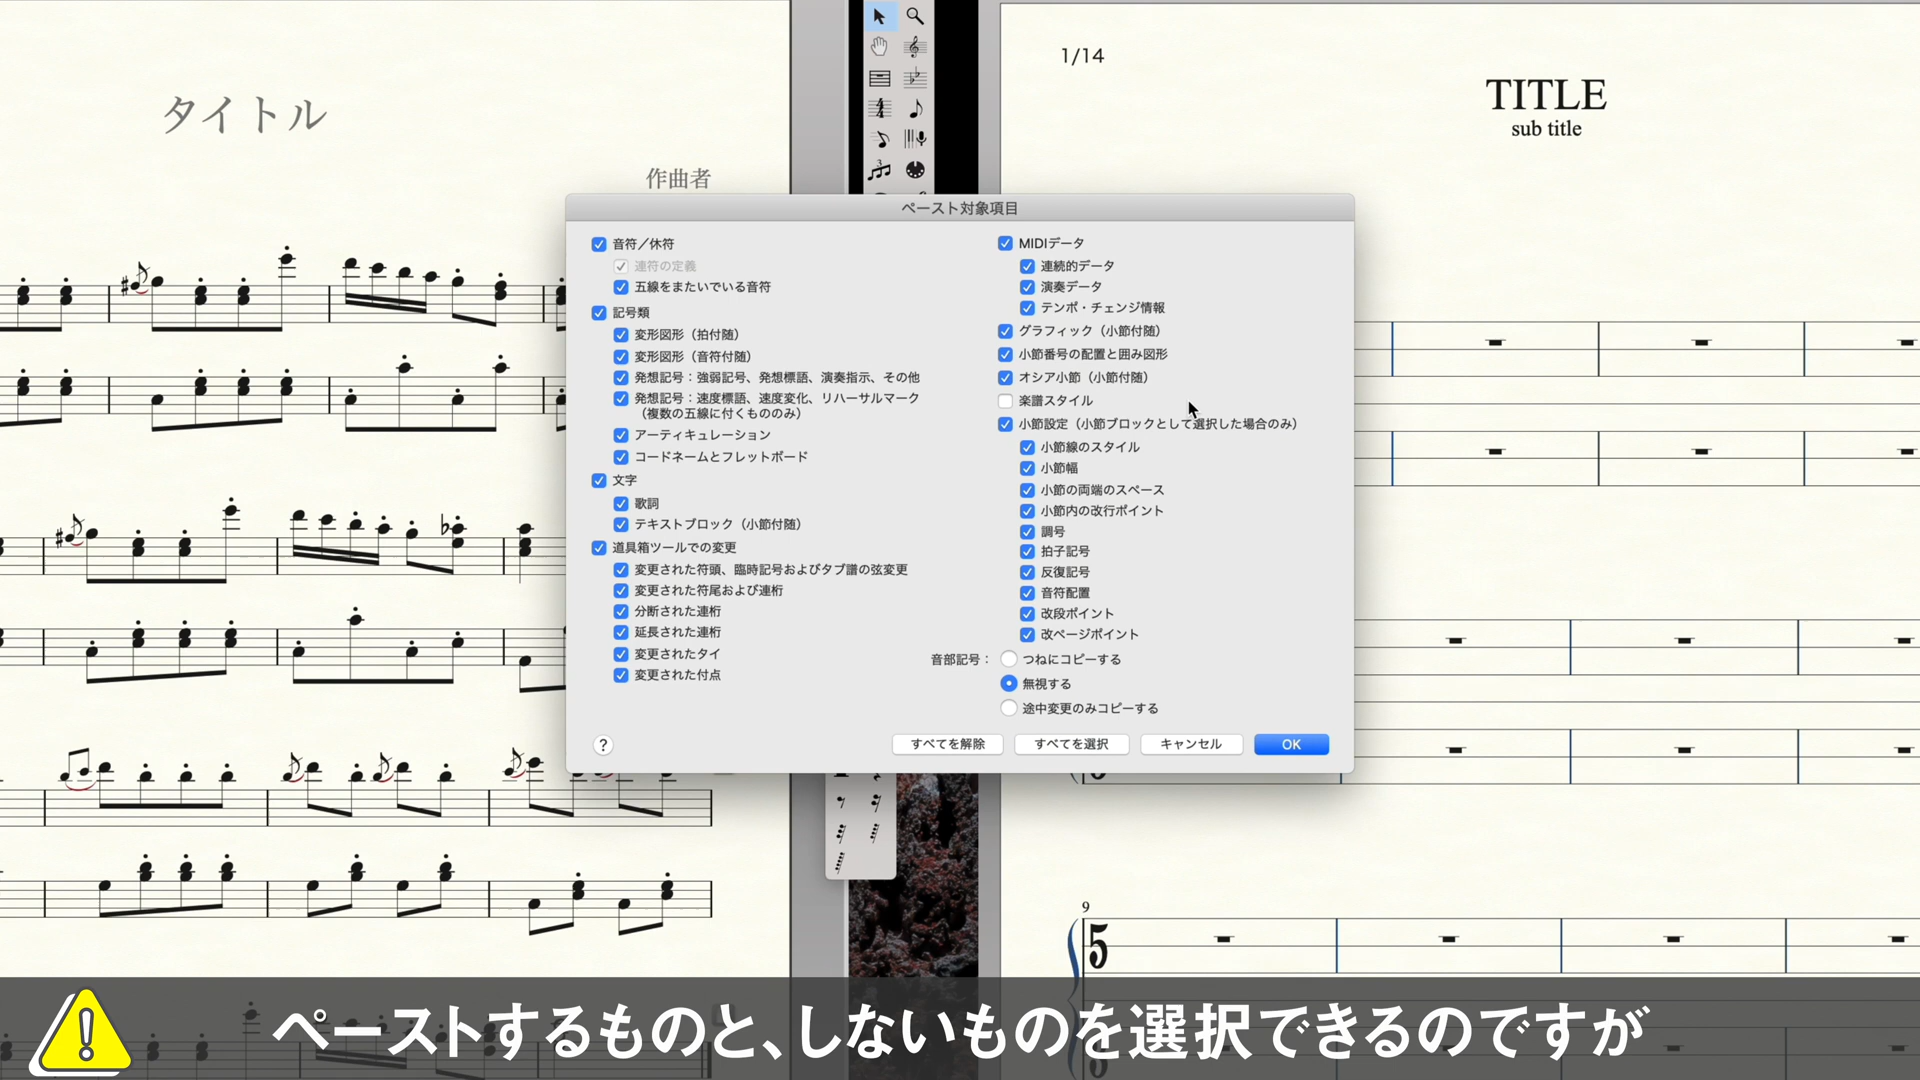 タイトル
作曲者
1/14
TITLE
sub title
ペースト対象項目
音符／休符
連符の定義
五線をまたいでいる音符
記号類
変形図形（拍付随）
変形図形（音符付随）
発想記号：強弱記号、発想標語、演奏指示、その他
発想記号：速度標語、速度変化、リハーサルマーク
（複数の五線に付くもののみ）
アーティキュレーション
コードネームとフレットボード
文字
歌詞
テキストブロック（小節付随）
道具箱ツールでの変更
変更された符頭、臨時記号およびタブ譜の弦変更
変更された符尾および連桁
分断された連桁
延長された連桁
変更されたタイ
変更された付点
MIDIデータ
連続的データ
演奏データ
テンポ・チェンジ情報
グラフィック（小節付随）
小節番号の配置と囲み図形
オシア小節（小節付随）
楽譜スタイル
小節設定（小節ブロックとして選択した場合のみ）
小節線のスタイル
小節幅
小節の両端のスペース
小節内の改行ポイント
調号
拍子記号
反復記号
音符配置
改段ポイント
改ページポイント
音部記号：
つねにコピーする
無視する
途中変更のみコピーする
?
すべてを解除
すべてを選択
キャンセル
OK
9
5
ペーストするものと、しないものを選択できるのですが